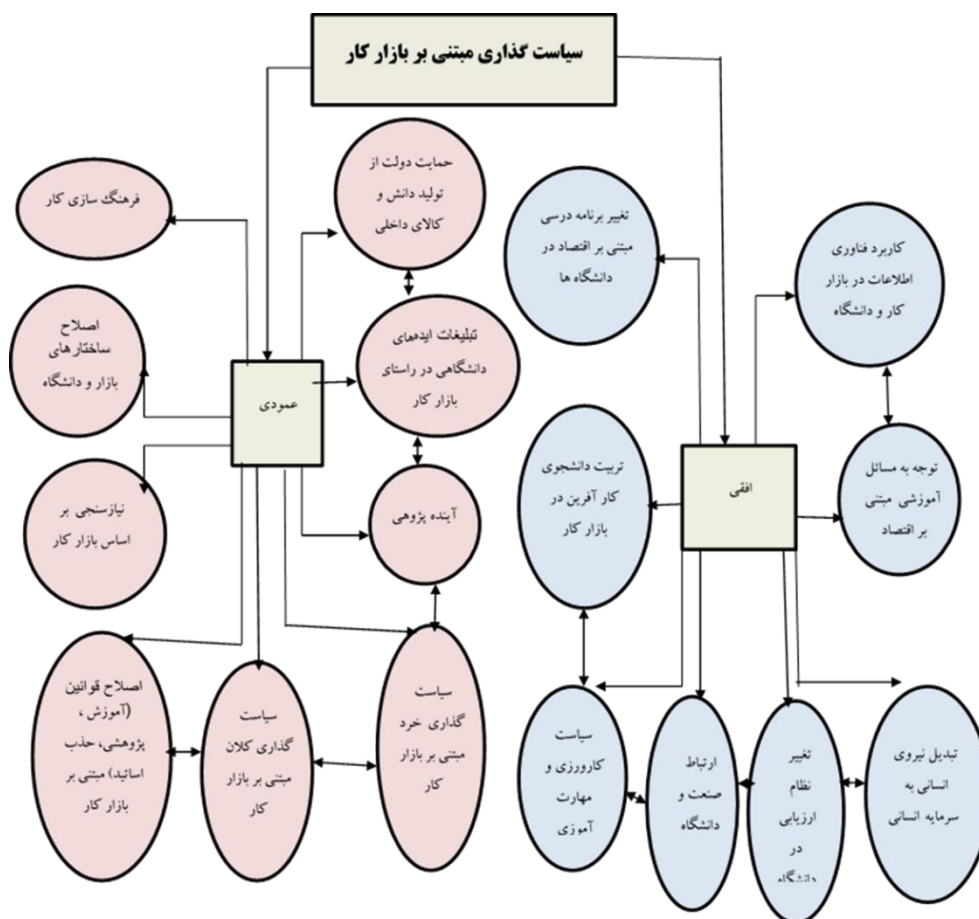 سیاست گذاری مبتنی بر بازار کار
حمایت دولت از
تولید دانش و
کالای داخلی
فرهنگ سازی کار
تغییر برنامه درسی
مبتنی بر اقتصاد در
دانشگاه ها
کاربرد فناوری
اطلاعات در بازار
کار و دانشگاه
اصلاح
ساختارهای
بازار و دانشگاه
تبلیغات ایده‌های
دانشگاهی در راستای
بازار کار
عمودی
افقی
تربیت دانشجوی
کار آفرین در
بازار کار
توجه به مسائل
آموزشی مبتنی
بر اقتصاد
نیازسنجی بر
اساس بازار کار
آینده پژوهی
اصلاح قوانین
(آموزش ،
پژوهشی، حذب
اساتید) مبتنی بر
بازار کار
سیاست
گذاری کلان
مبتنی بر بازار
کار
سیاست
گذاری خرد
مبتنی بر بازار
کار
سیاست
کارورزی و
مهارت
آموزی
ارتباط
صنعت و
دانشگاه
تغییر
نظام
ارزیابی
در
دانشگاه
تبدیل نیروی
انسانی به
سرمایه انسانی